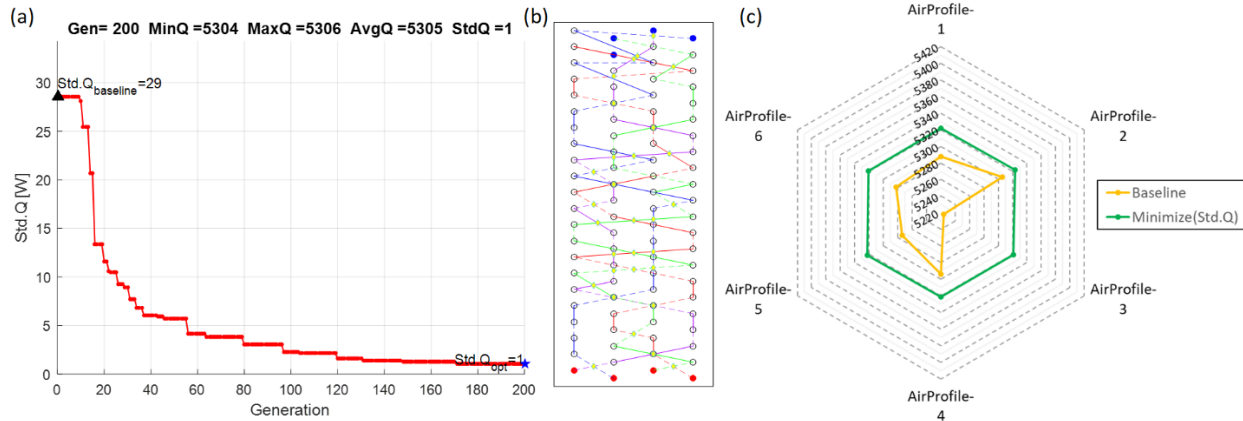 (a)
Gen= 200 MinQ =5304 MaxQ =5306 AvgQ =5305 StdQ =1
Std.Q [W]
30
25
20
15
10
5
0
Std.Q baseline =29
Std.Q opt =1
0 20 40 60 80 100 120 140 160 180 200
Generation
(b)
(c)
AirProfile-
1
AirProfile-
2
AirProfile-
3
AirProfile-
4
AirProfile-
5
AirProfile-
6
5420
5400
5380
5360
5340
5320
5300
5280
5260
5240
5220
Baseline
Minimize(Std.Q)